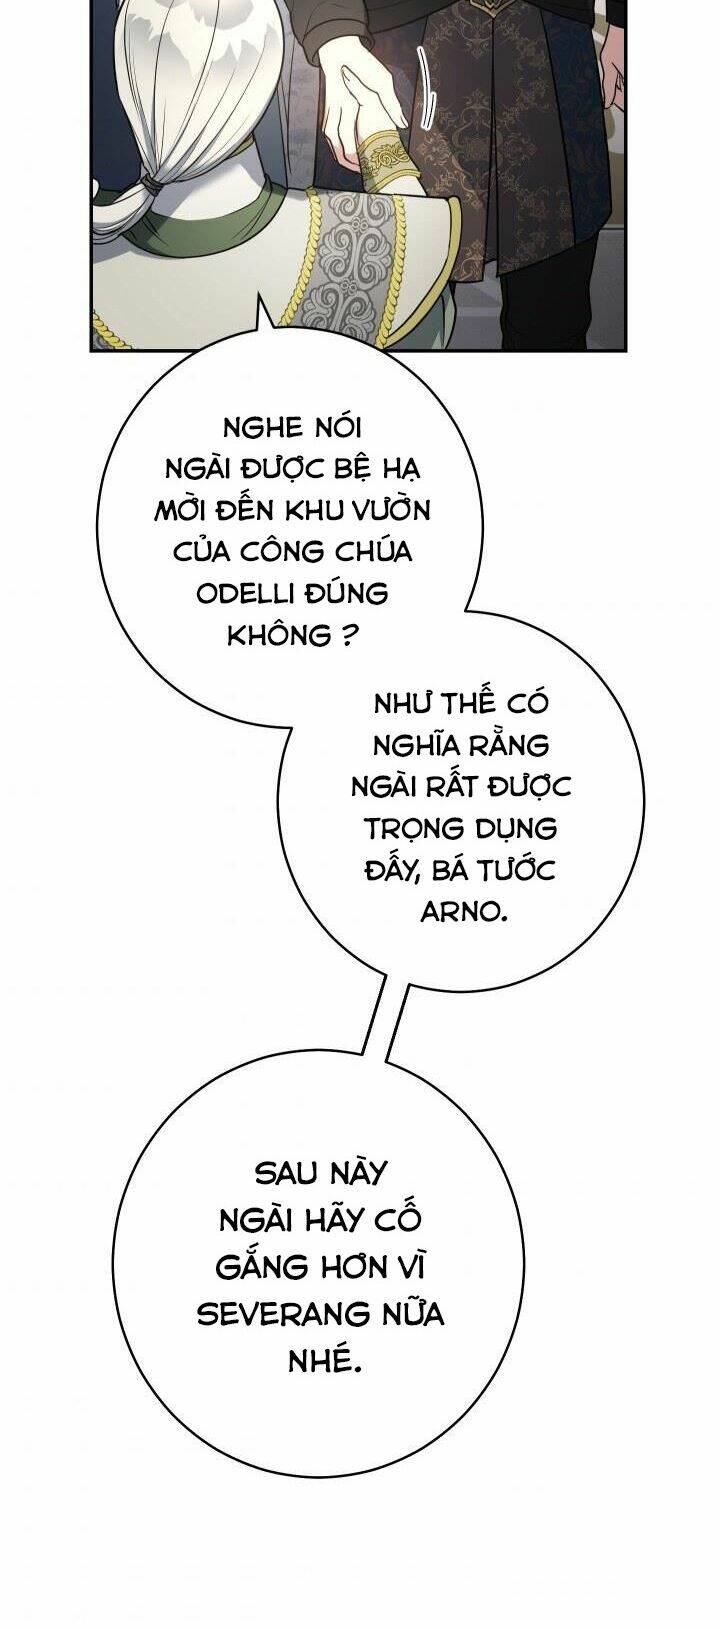 NGHE NÓI
NGÀI ĐƯỢC BỆ HẠ
MỜI ĐẾN KHU VƯỜN
CỦA CÔNG CHÚA
ODELLI ĐÚNG
KHÔNG ?
NHƯ THẾ CÓ
NGHĨA RẰNG
NGÀI RẤT ĐƯỢC
TRỌNG DỤNG
ĐẤY, BÁ TƯỚC
ARNO.
SAU NÀY
NGÀI HÃY CỐ
GẮNG HƠN VÌ
SEVERANG NỮA
NHÉ.